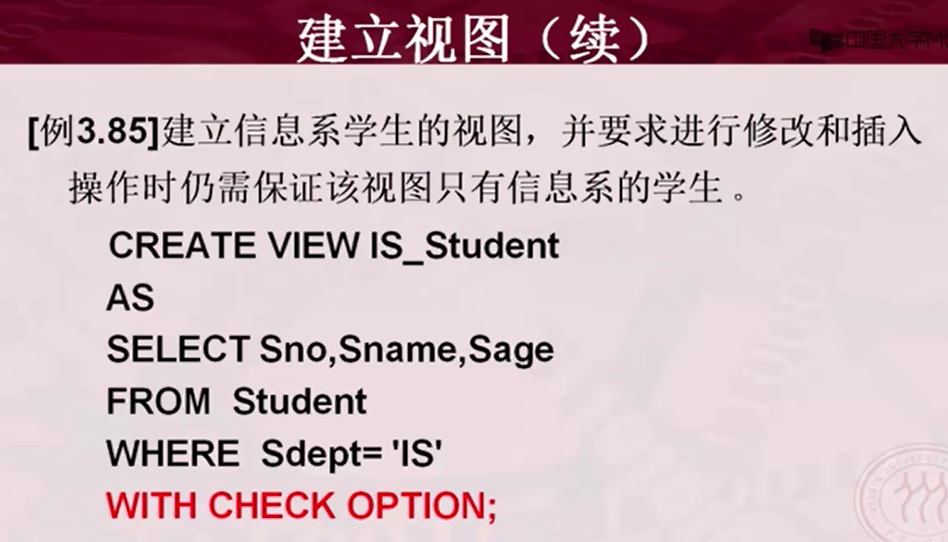 建立视图（续）
中国大学M
[例3.85]建立信息系学生的视图，并要求进行修改和插入
操作时仍需保证该视图只有信息系的学生 。
CREATE VIEW IS_Student
AS
SELECT Sno,Sname,Sage
FROM  Student
WHERE  Sdept= 'IS'
WITH CHECK OPTION;